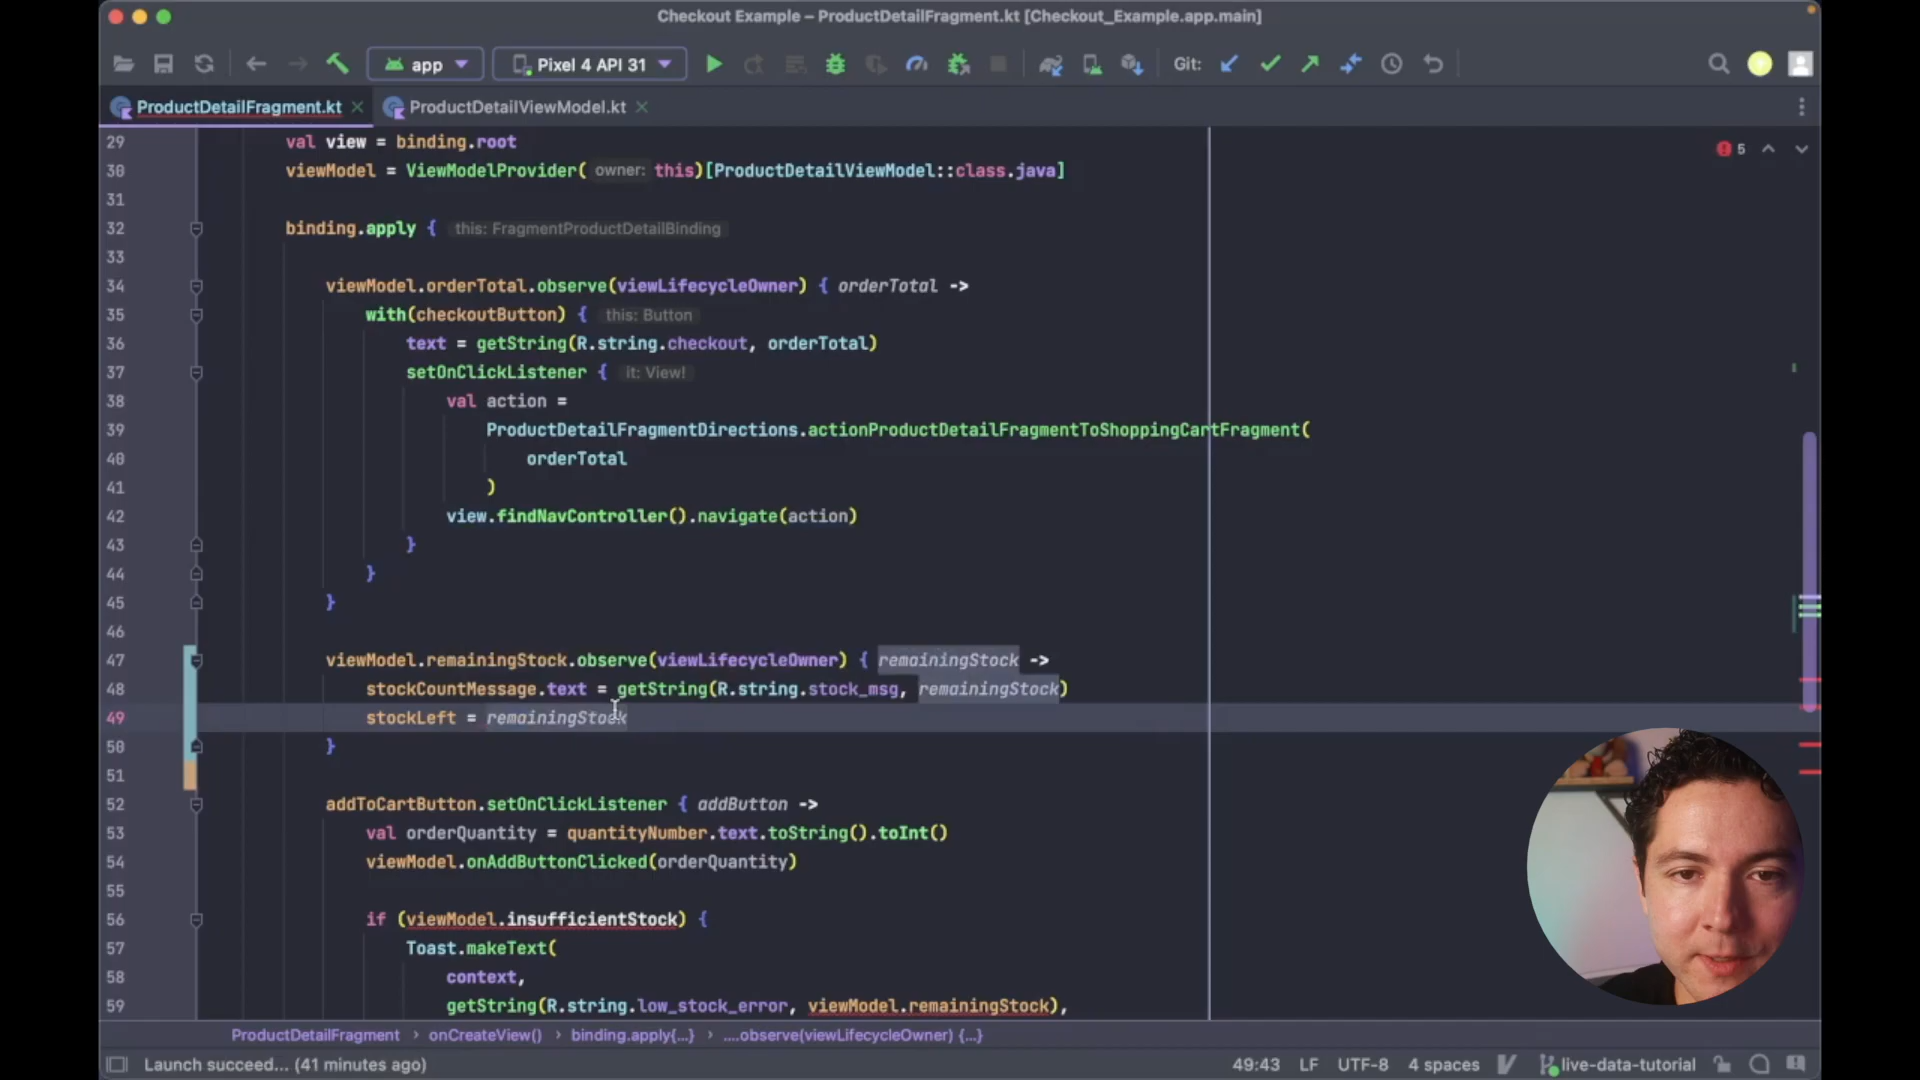 Checkout Example – ProductDetailFragment.kt [Checkout_Example.app.main]
app Pixel 4 API 31 Git:
ProductDetailFragment.kt ProductDetailViewModel.kt
29 val view = binding.root
5
30 viewModel = ViewModelProvider( owner: this)[ProductDetailViewModel::class.java]
31
32 binding.apply { this: FragmentProductDetailBinding
33
34 viewModel.orderTotal.observe(viewLifecycleOwner) { orderTotal ->
35 with(checkoutButton) { this: Button
36 text = getString(R.string.checkout, orderTotal)
37 setOnClickListener { it: View!
38 val action =
39 ProductDetailFragmentDirections.actionProductDetailFragmentToShoppingCartFragment(
40 orderTotal
41 )
42 view.findNavController().navigate(action)
43 }
44 }
45 }
46
47 viewModel.remainingStock.observe(viewLifecycleOwner) { remainingStock ->
48 stockCountMessage.text = getString(R.string.stock_msg, remainingStock)
49 stockLeft = remainingStock
50 }
51
52 addToCartButton.setOnClickListener { addButton ->
53 val orderQuantity = quantityNumber.text.toString().toInt()
54 viewModel.onAddButtonClicked(orderQuantity)
55
56 if (viewModel.insufficientStock) {
57 Toast.makeText(
58 context,
59 getString(R.string.low_stock_error, viewModel.remainingStock),
ProductDetailFragment › onCreateView() › binding.apply{...} › ....observe(viewLifecycleOwner) {...}
Launch succeed... (41 minutes ago) 49:43 LF UTF-8 4 spaces live-data-tutorial